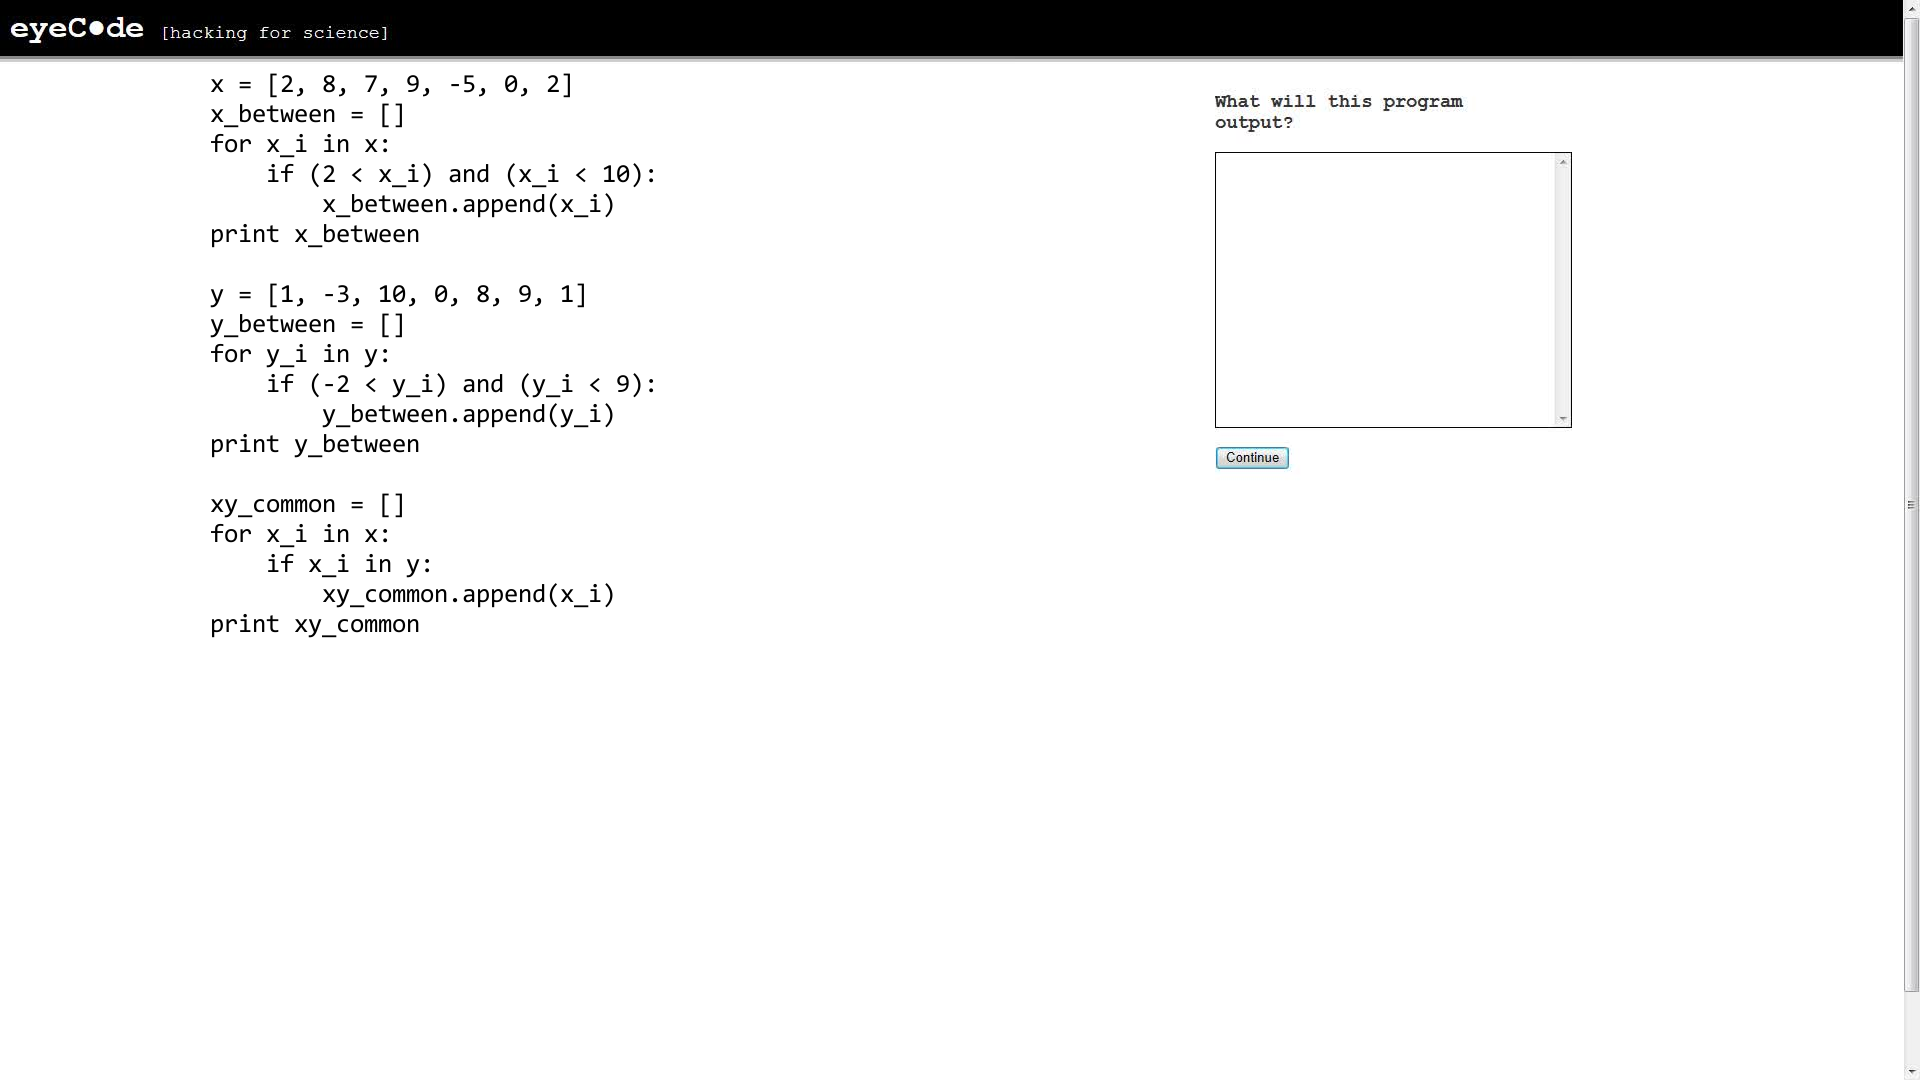 eyeC●de [hacking for science]
x = [2, 8, 7, 9, -5, 0, 2]
x_between = []
for x_i in x:
    if (2 < x_i) and (x_i < 10):
        x_between.append(x_i)
print x_between
y = [1, -3, 10, 0, 8, 9, 1]
y_between = []
for y_i in y:
    if (-2 < y_i) and (y_i < 9):
        y_between.append(y_i)
print y_between
xy_common = []
for x_i in x:
    if x_i in y:
        xy_common.append(x_i)
print xy_common
What will this program
output?
Continue